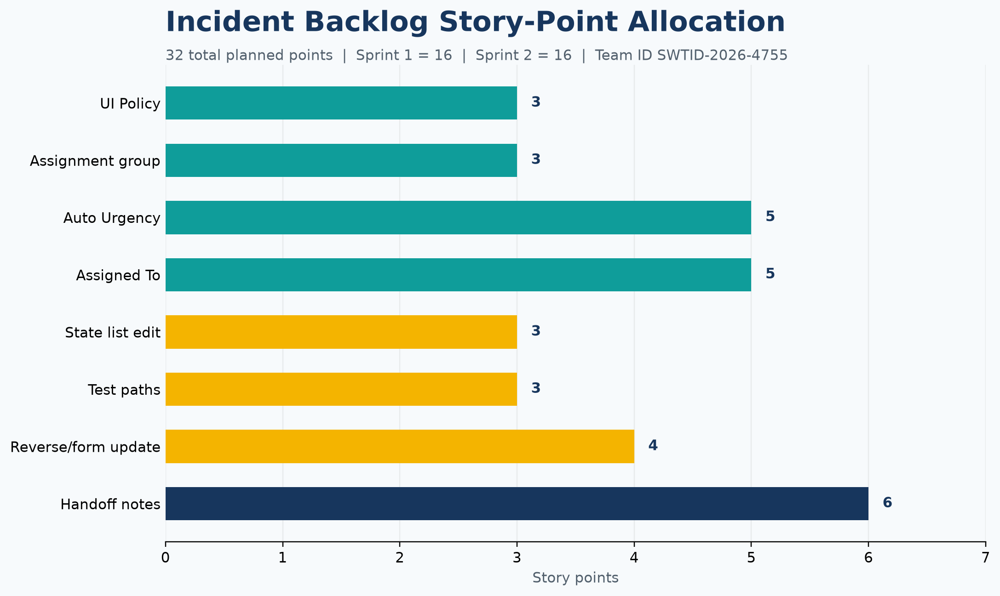 Incident Backlog Story-Point Allocation
32 total planned points | Sprint 1 = 16 | Sprint 2 = 16 | Team ID SWTID-2026-4755
UI Policy 3
Assignment group 3
Auto Urgency 5
Assigned To 5
State list edit 3
Test paths 3
Reverse/form update 4
Handoff notes 6
0 1 2 3 4 5 6 7
Story points